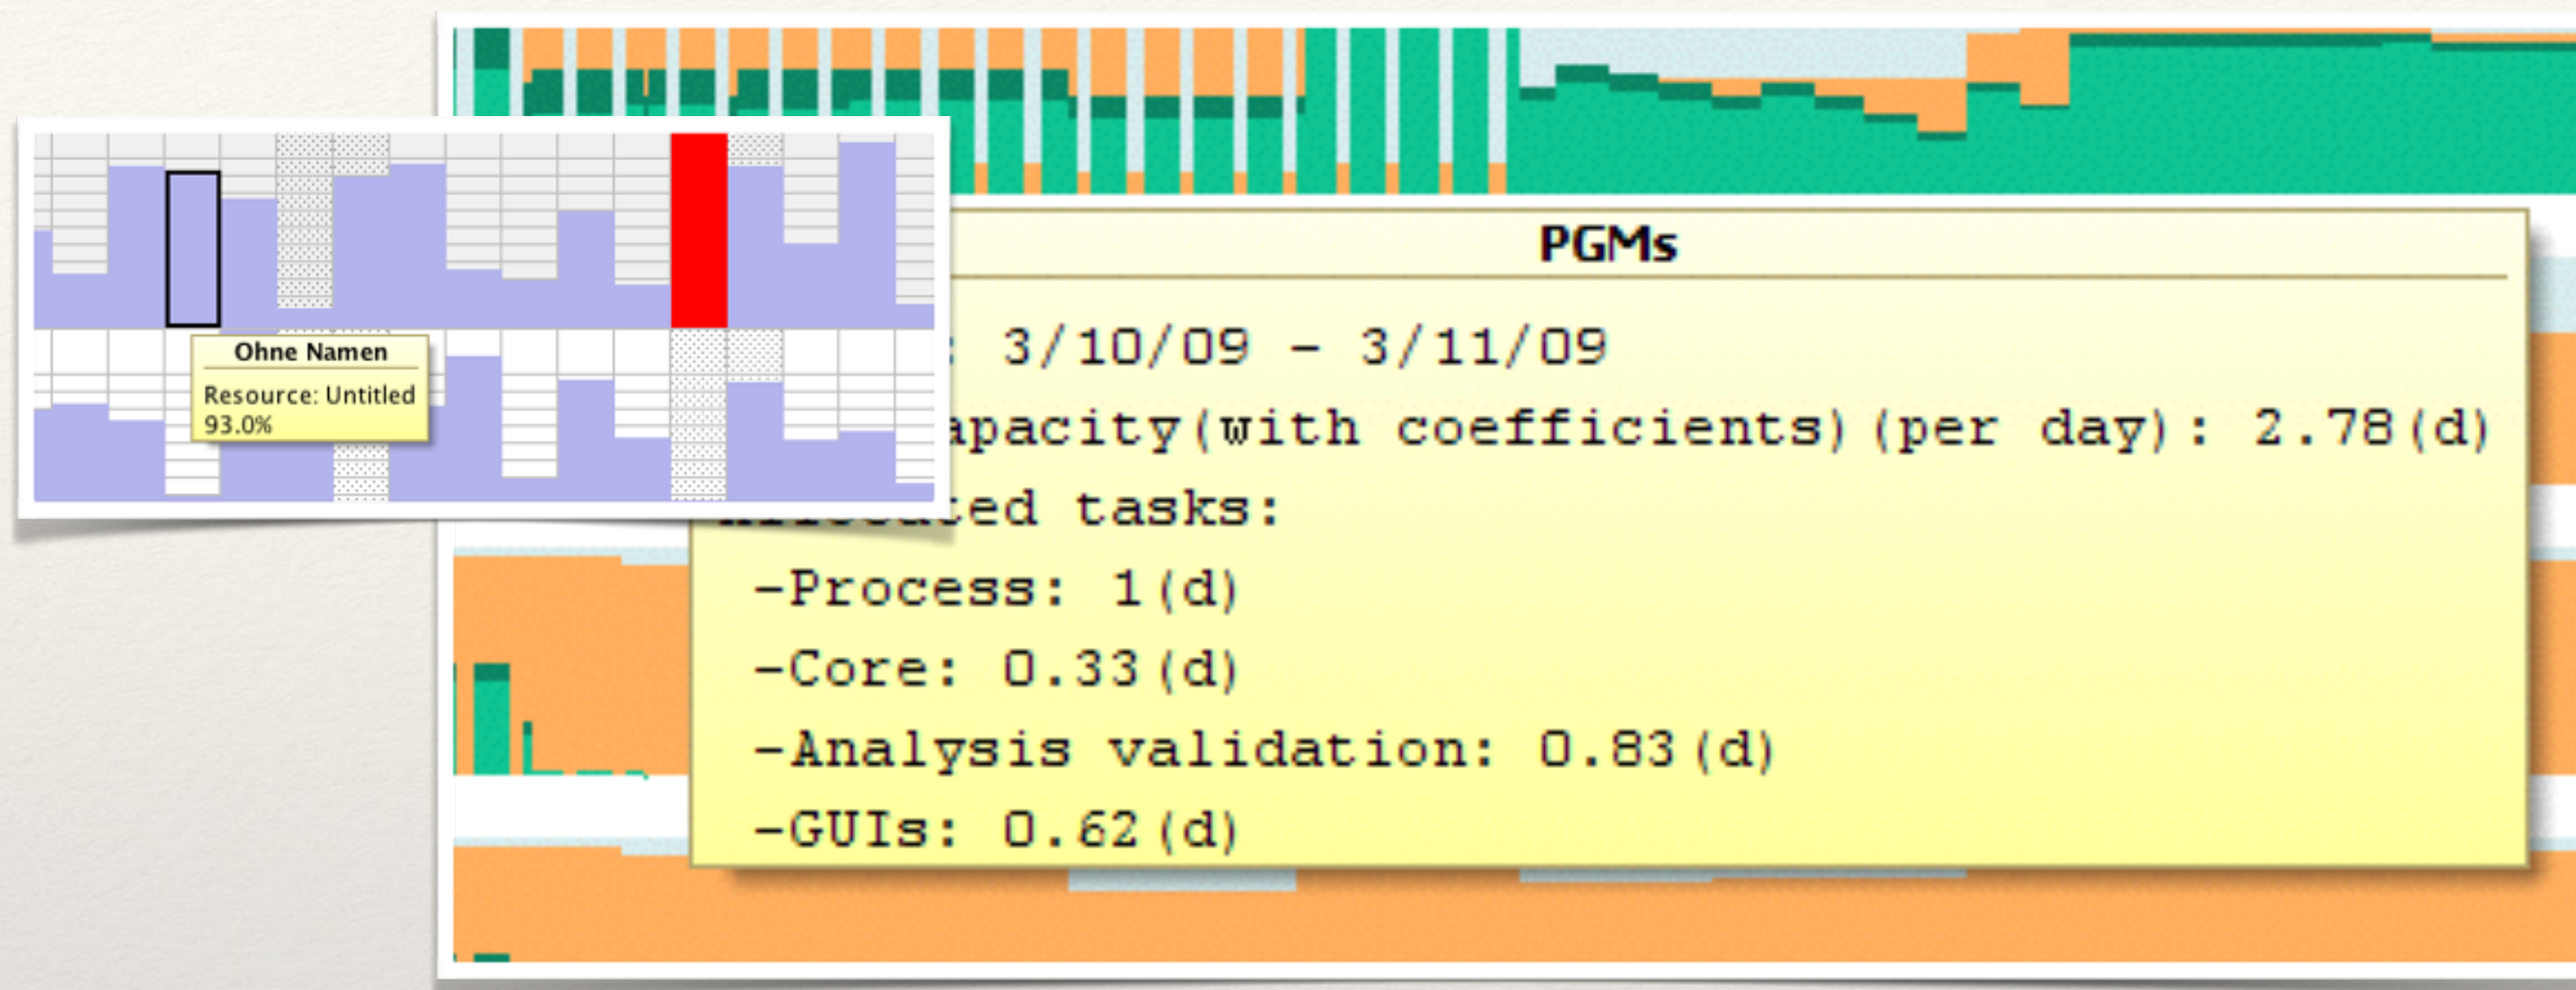 PGMs
: 3/10/09 - 3/11/09
apacity(with coefficients)(per day): 2.78(d)
tasks:
-Process: 1(d)
-Core: 0.33(d)
-Analysis validation: 0.83(d)
-GUIs: 0.62(d)
Ohne Namen
Resource: Untitled
93.0%